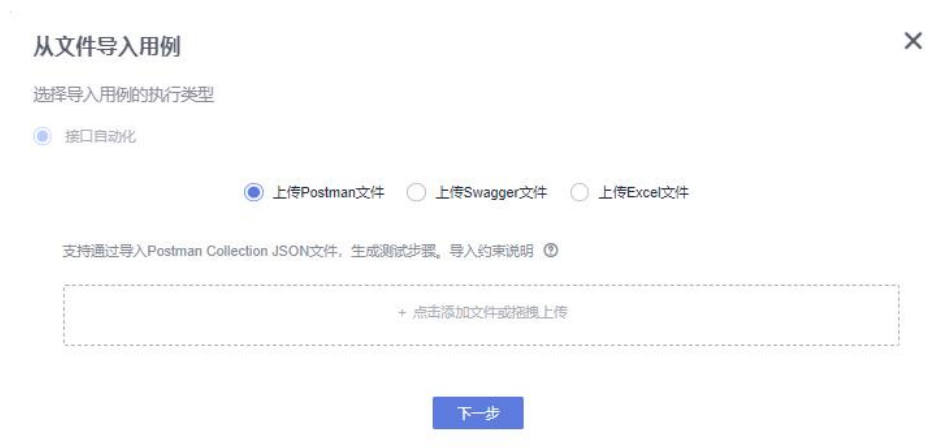 从文件导入用例
选择导入用例的执行类型
接口自动化
上传Postman文件 上传Swagger文件 上传Excel文件
支持通过导入Postman Collection JSON文件，生成测试步骤。导入约束说明
+ 点击添加文件或拖拽上传
下一步